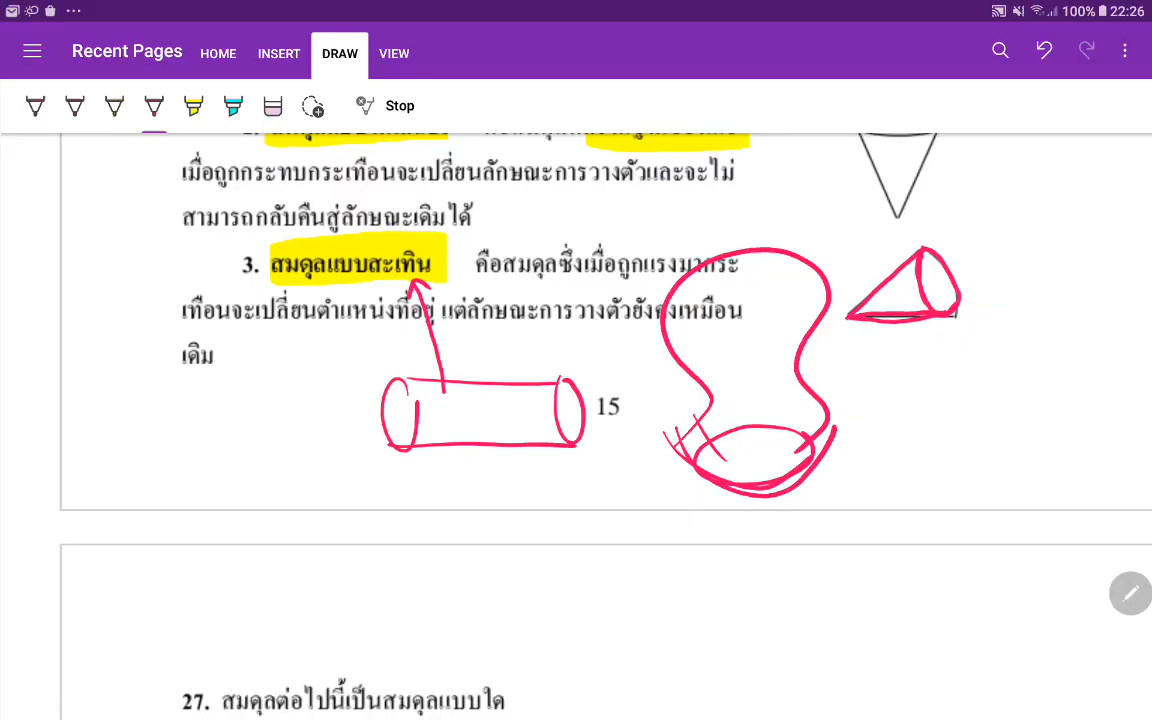 100% 22:26
Recent Pages HOME INSERT DRAW VIEW
Stop
2.
เมื่อถูกกระทบกระเทือนจะเปลี่ยนลักษณะการวางตัวและจะไม่
สามารถกลับคืนสู่ลักษณะเดิมได้
3. สมดุลแบบสะเทิน คือสมดุลซึ่งเมื่อถูกแรงมากระ
เทือนจะเปลี่ยนตำแหน่งที่อยู่ แต่ลักษณะการวางตัวยังคงเหมือน
เดิม
15
27. สมดุลต่อไปนี้เป็นสมดุลแบบใด